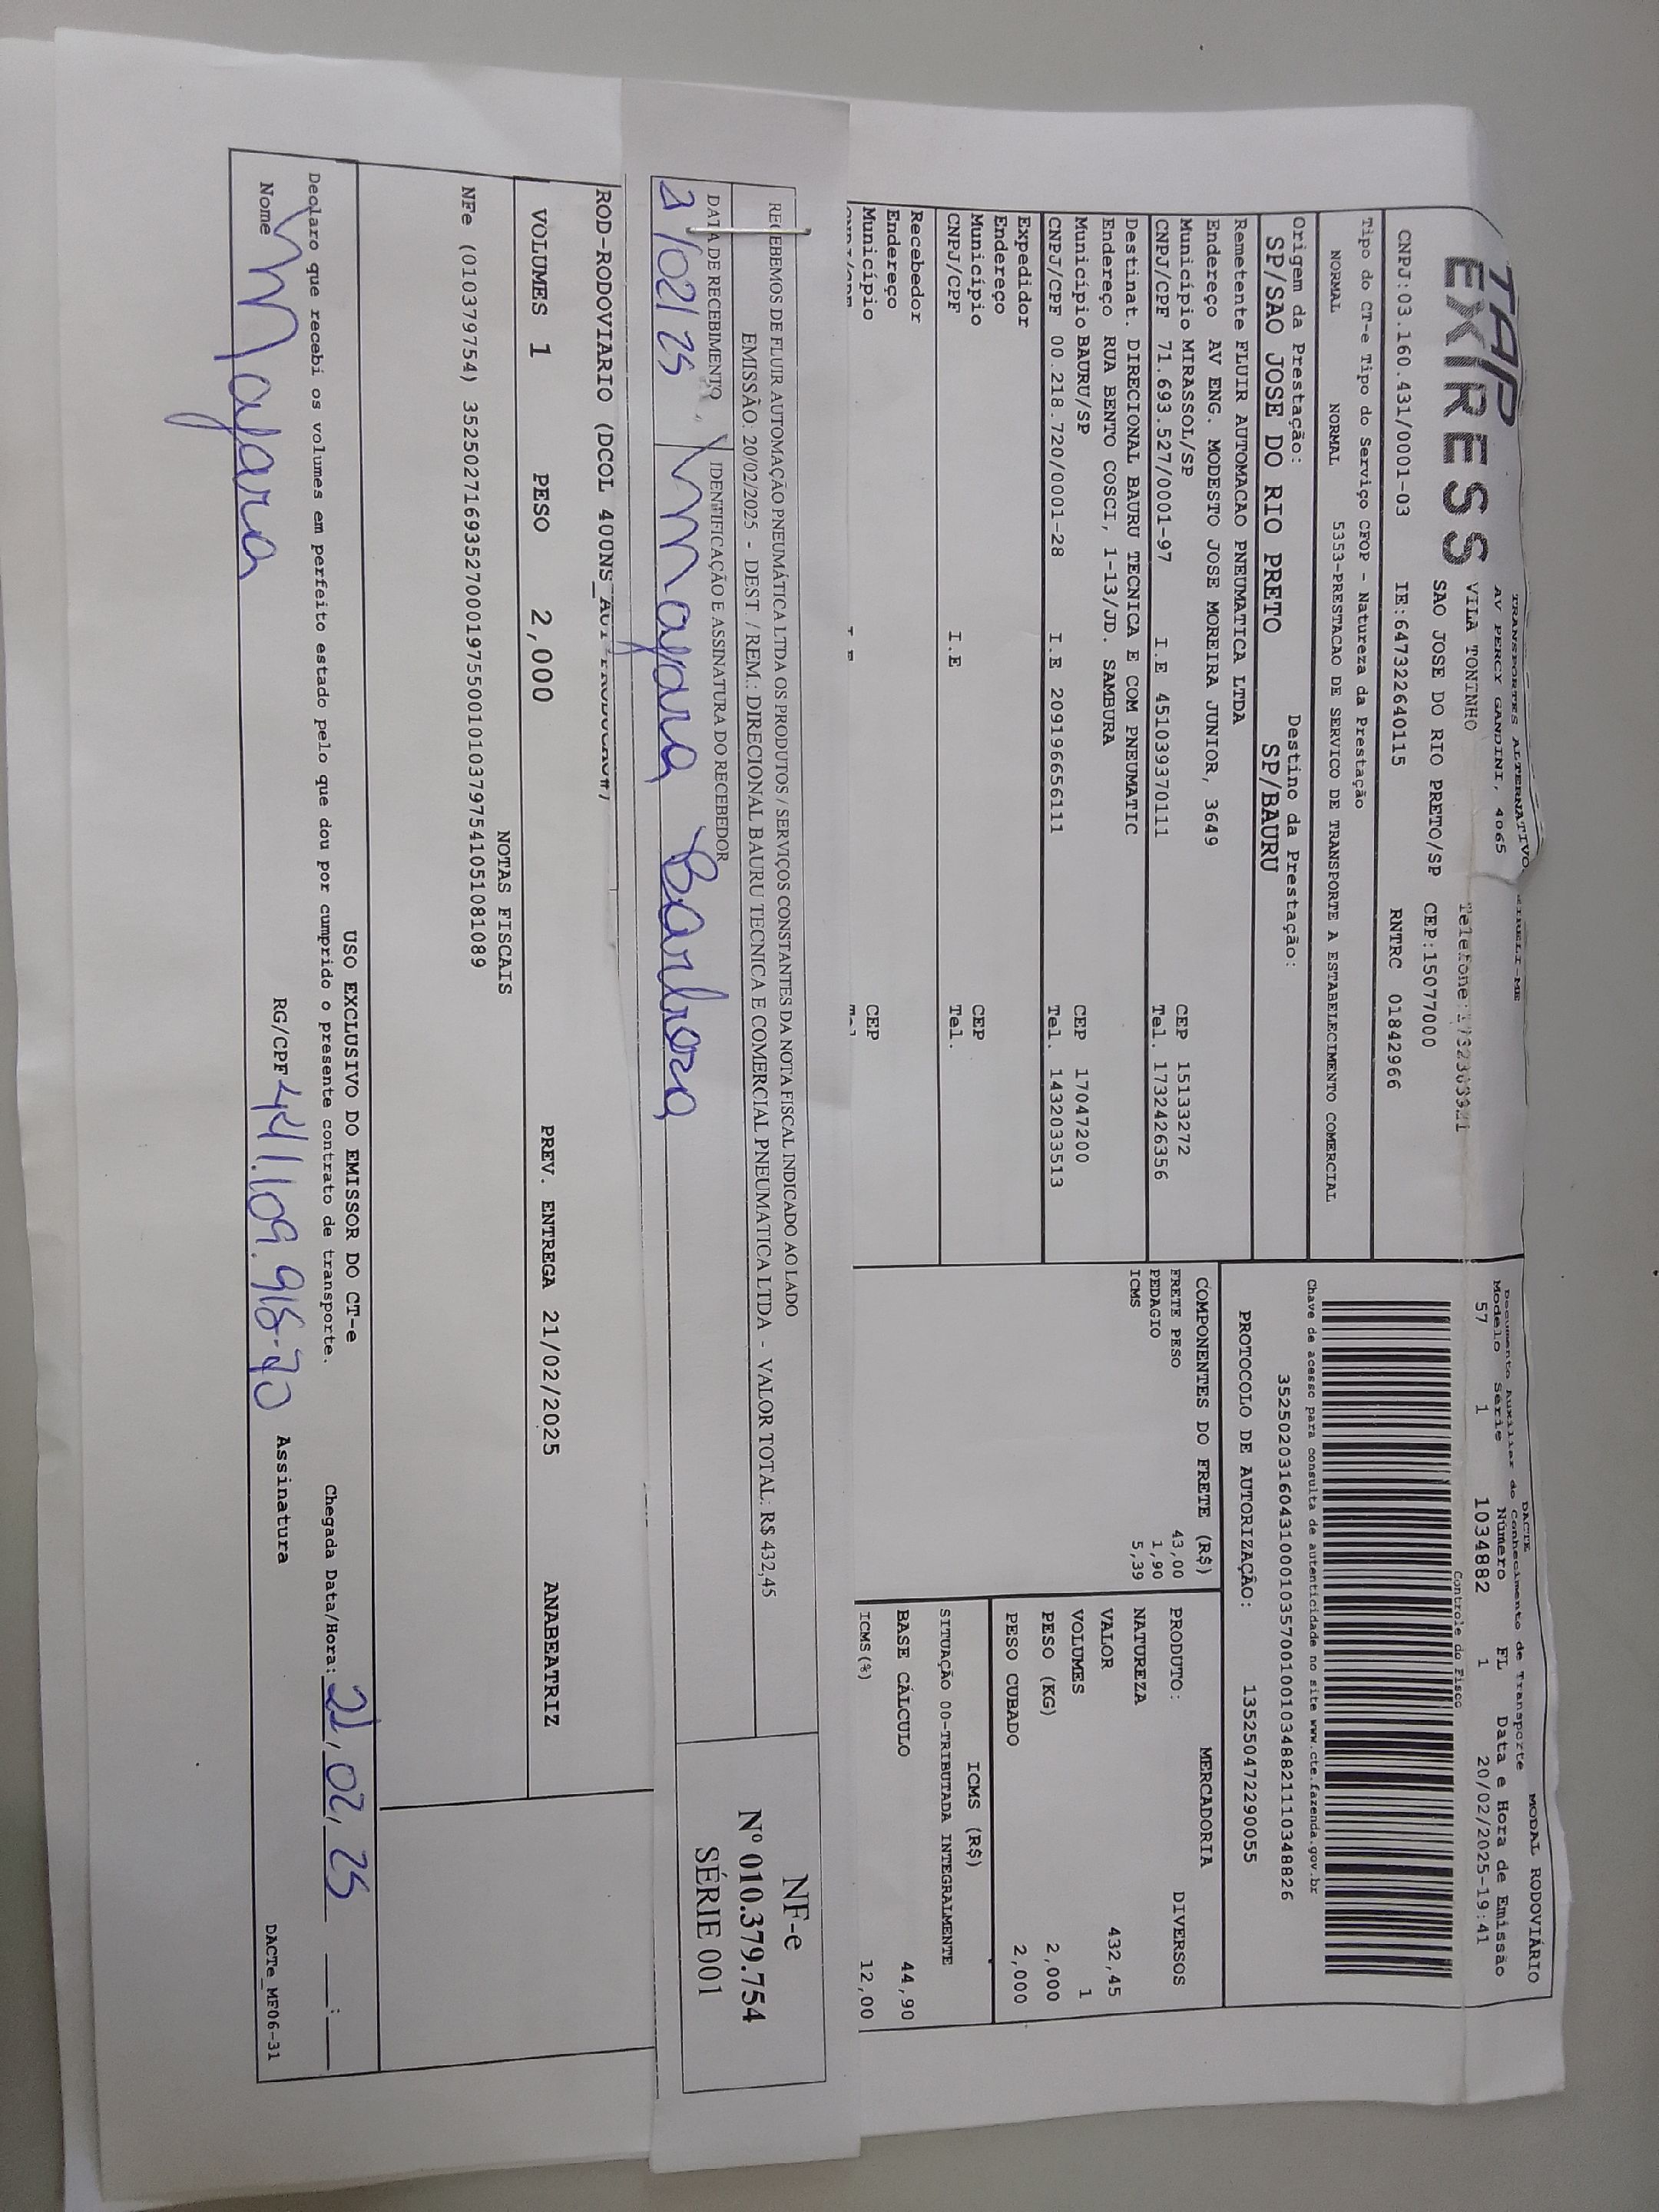 TAP
EXPRESS
TRANSPORTES ALTERNATIVO EIRELI-ME
AV PERCY GANDINI, 4065
VILA TONINHO
SAO JOSE DO RIO PRETO/SP CEP:15077000
CNPJ:03.160.431/0001-03 IE:647322640115 RNTRC 01842966
Tipo do CT-e Tipo do Serviço CFOP - Natureza da Prestação
NORMAL NORMAL 5353-PRESTACAO DE SERVICO DE TRANSPORTE A ESTABELECIMENTO COMERCIAL
Origem da Prestação: Destino da Prestação:
SP/SAO JOSE DO RIO PRETO SP/BAURU
Remetente FLUIR AUTOMACAO PNEUMATICA LTDA
Endereço AV ENG. MODESTO JOSE MOREIRA JUNIOR, 3649
Município MIRASSOL/SP CEP 15133272
CNPJ/CPF 71.693.527/0001-97 I.E 451039370111 Tel. 1732426356
Destinat. DIRECIONAL BAURU TECNICA E COM PNEUMATIC
Endereço RUA BENTO COSCI, 1-13/JD. SAMBURA
Município BAURU/SP CEP 17047200
CNPJ/CPF 00.218.720/0001-28 I.E 209196656111 Tel. 1432033513
Expedidor
Endereço
Município CEP
CNPJ/CPF I.E Tel.
Recebedor
Endereço
Município CEP
DACTE MODAL RODOVIÁRIO
Documento Auxiliar do Conhecimento de Transporte
Modelo Série Número FL Data e Hora de Emissão
57 1 1034882 1 20/02/2025-19:41
Controle do Fisco
Chave de acesso para consulta de autenticidade no site www.cte.fazenda.gov.br
35250203160431000103570010010348821110348826
PROTOCOLO DE AUTORIZAÇÃO: 135250472290055
COMPONENTES DO FRETE (R$)
FRETE PESO 43,00
PEDAGIO 1,90
ICMS 5,39
MERCADORIA
PRODUTO: DIVERSOS
NATUREZA
VALOR 432,45
VOLUMES 1
PESO (KG) 2,000
PESO CUBADO 2,000
ICMS (R$)
SITUAÇÃO 00-TRIBUTADA INTEGRALMENTE
BASE CÁLCULO 44,90
ICMS(%) 12,00
RECEBEMOS DE FLUIR AUTOMAÇÃO PNEUMÁTICA LTDA OS PRODUTOS / SERVIÇOS CONSTANTES DA NOTA FISCAL INDICADO AO LADO
EMISSÃO: 20/02/2025 - DEST. / REM.: DIRECIONAL BAURU TECNICA E COMERCIAL PNEUMATICA LTDA - VALOR TOTAL: R$ 432,45
DATA DE RECEBIMENTO IDENTIFICAÇÃO E ASSINATURA DO RECEBEDOR
21/02/25 Mayara Barbosa
NF-e
Nº 010.379.754
SÉRIE 001
ROD-RODOVIARIO (DCOL 400UNS
VOLUMES 1 PESO 2,000 PREV. ENTREGA 21/02/2025 ANABEATRIZ
NOTAS FISCAIS
NFe (010379754) 35250271693527000197550010103797541051081089
USO EXCLUSIVO DO EMISSOR DO CT-e
Declaro que recebi os volumes em perfeito estado pelo que dou por cumprido o presente contrato de transporte. Chegada Data/Hora: 21/02/25 __:__
Nome Mayara RG/CPF 441.109.918-70 Assinatura
DACTe_MF06-31